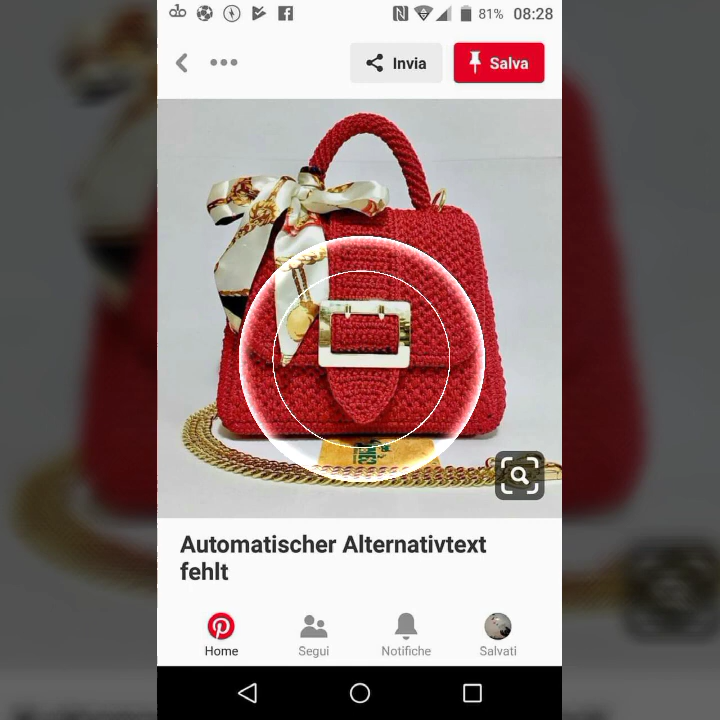 81% 08:28
Invia
Salva
Automatischer Alternativtext
fehlt
Home
Segui
Notifiche
Salvati